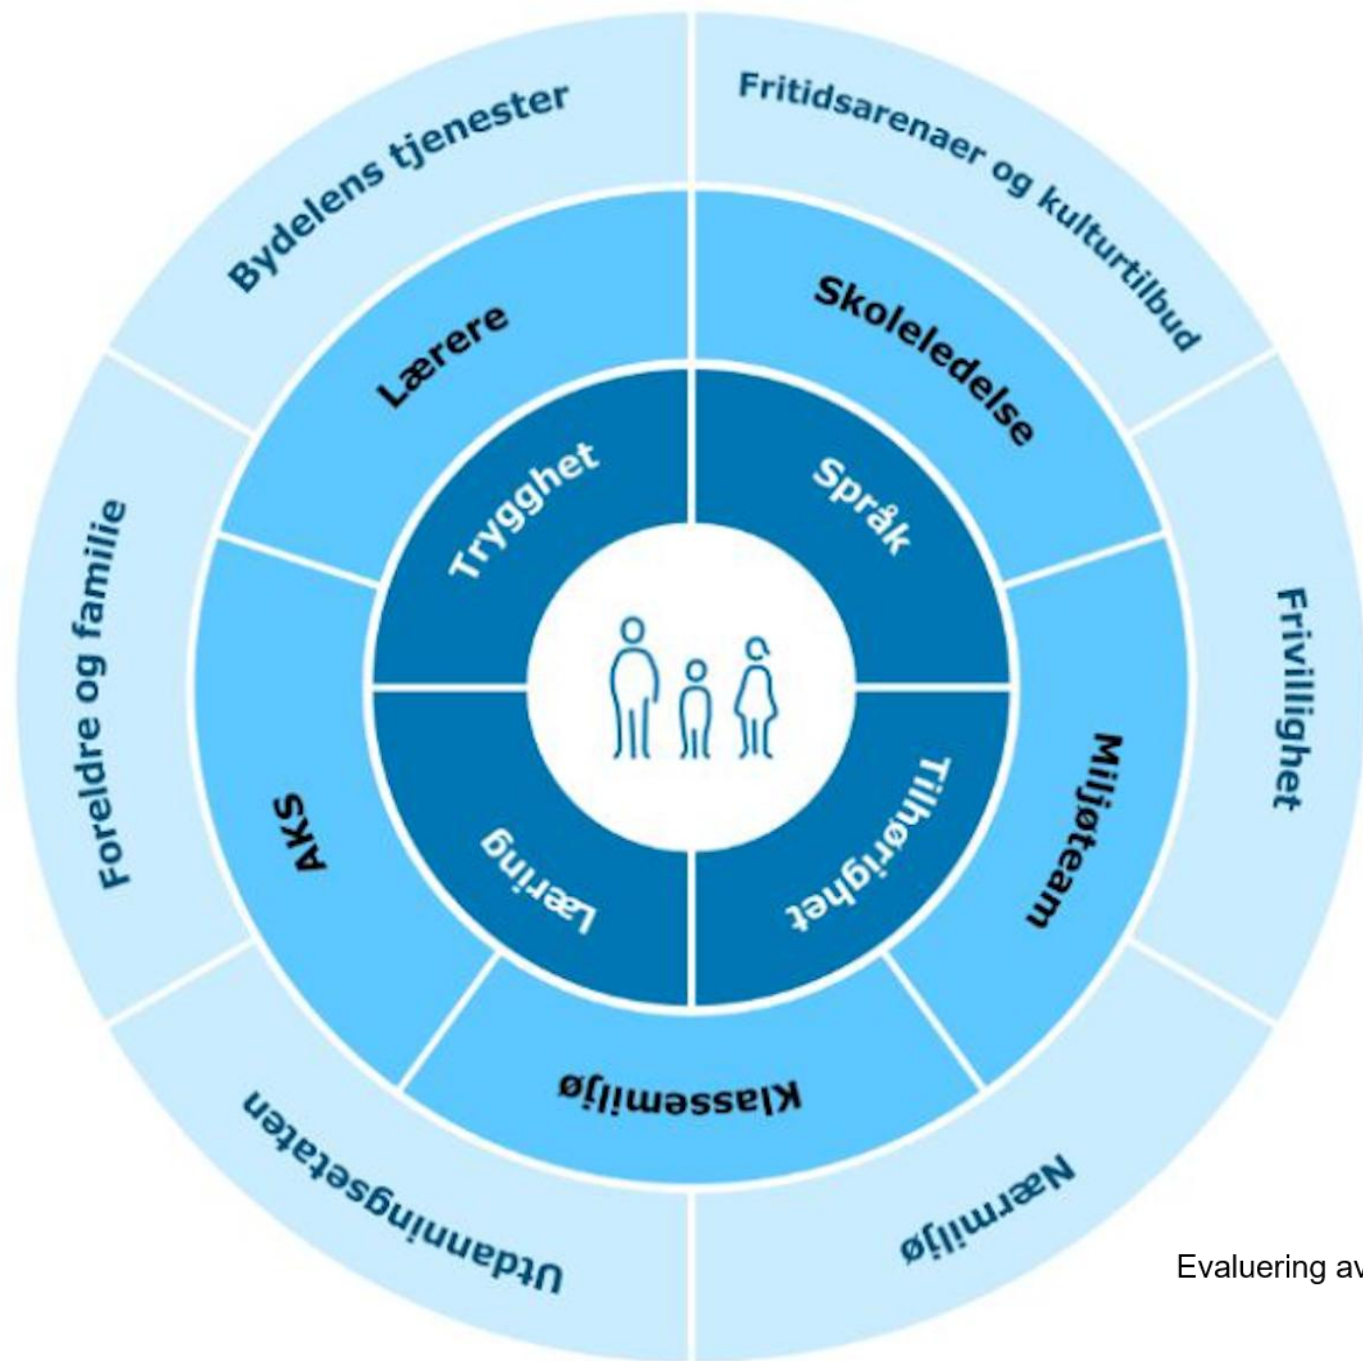 Bydelens tjenester
Fritidsarenaer og kulturtilbud
Frivillighet
Nærmiljø
Utdanningsetaten
Foreldre og familie
Lærere
Skoleledelse
Miljøteam
Klassemiljø
AKS
Trygghet
Språk
Tilhørighet
Læring
Evaluering av